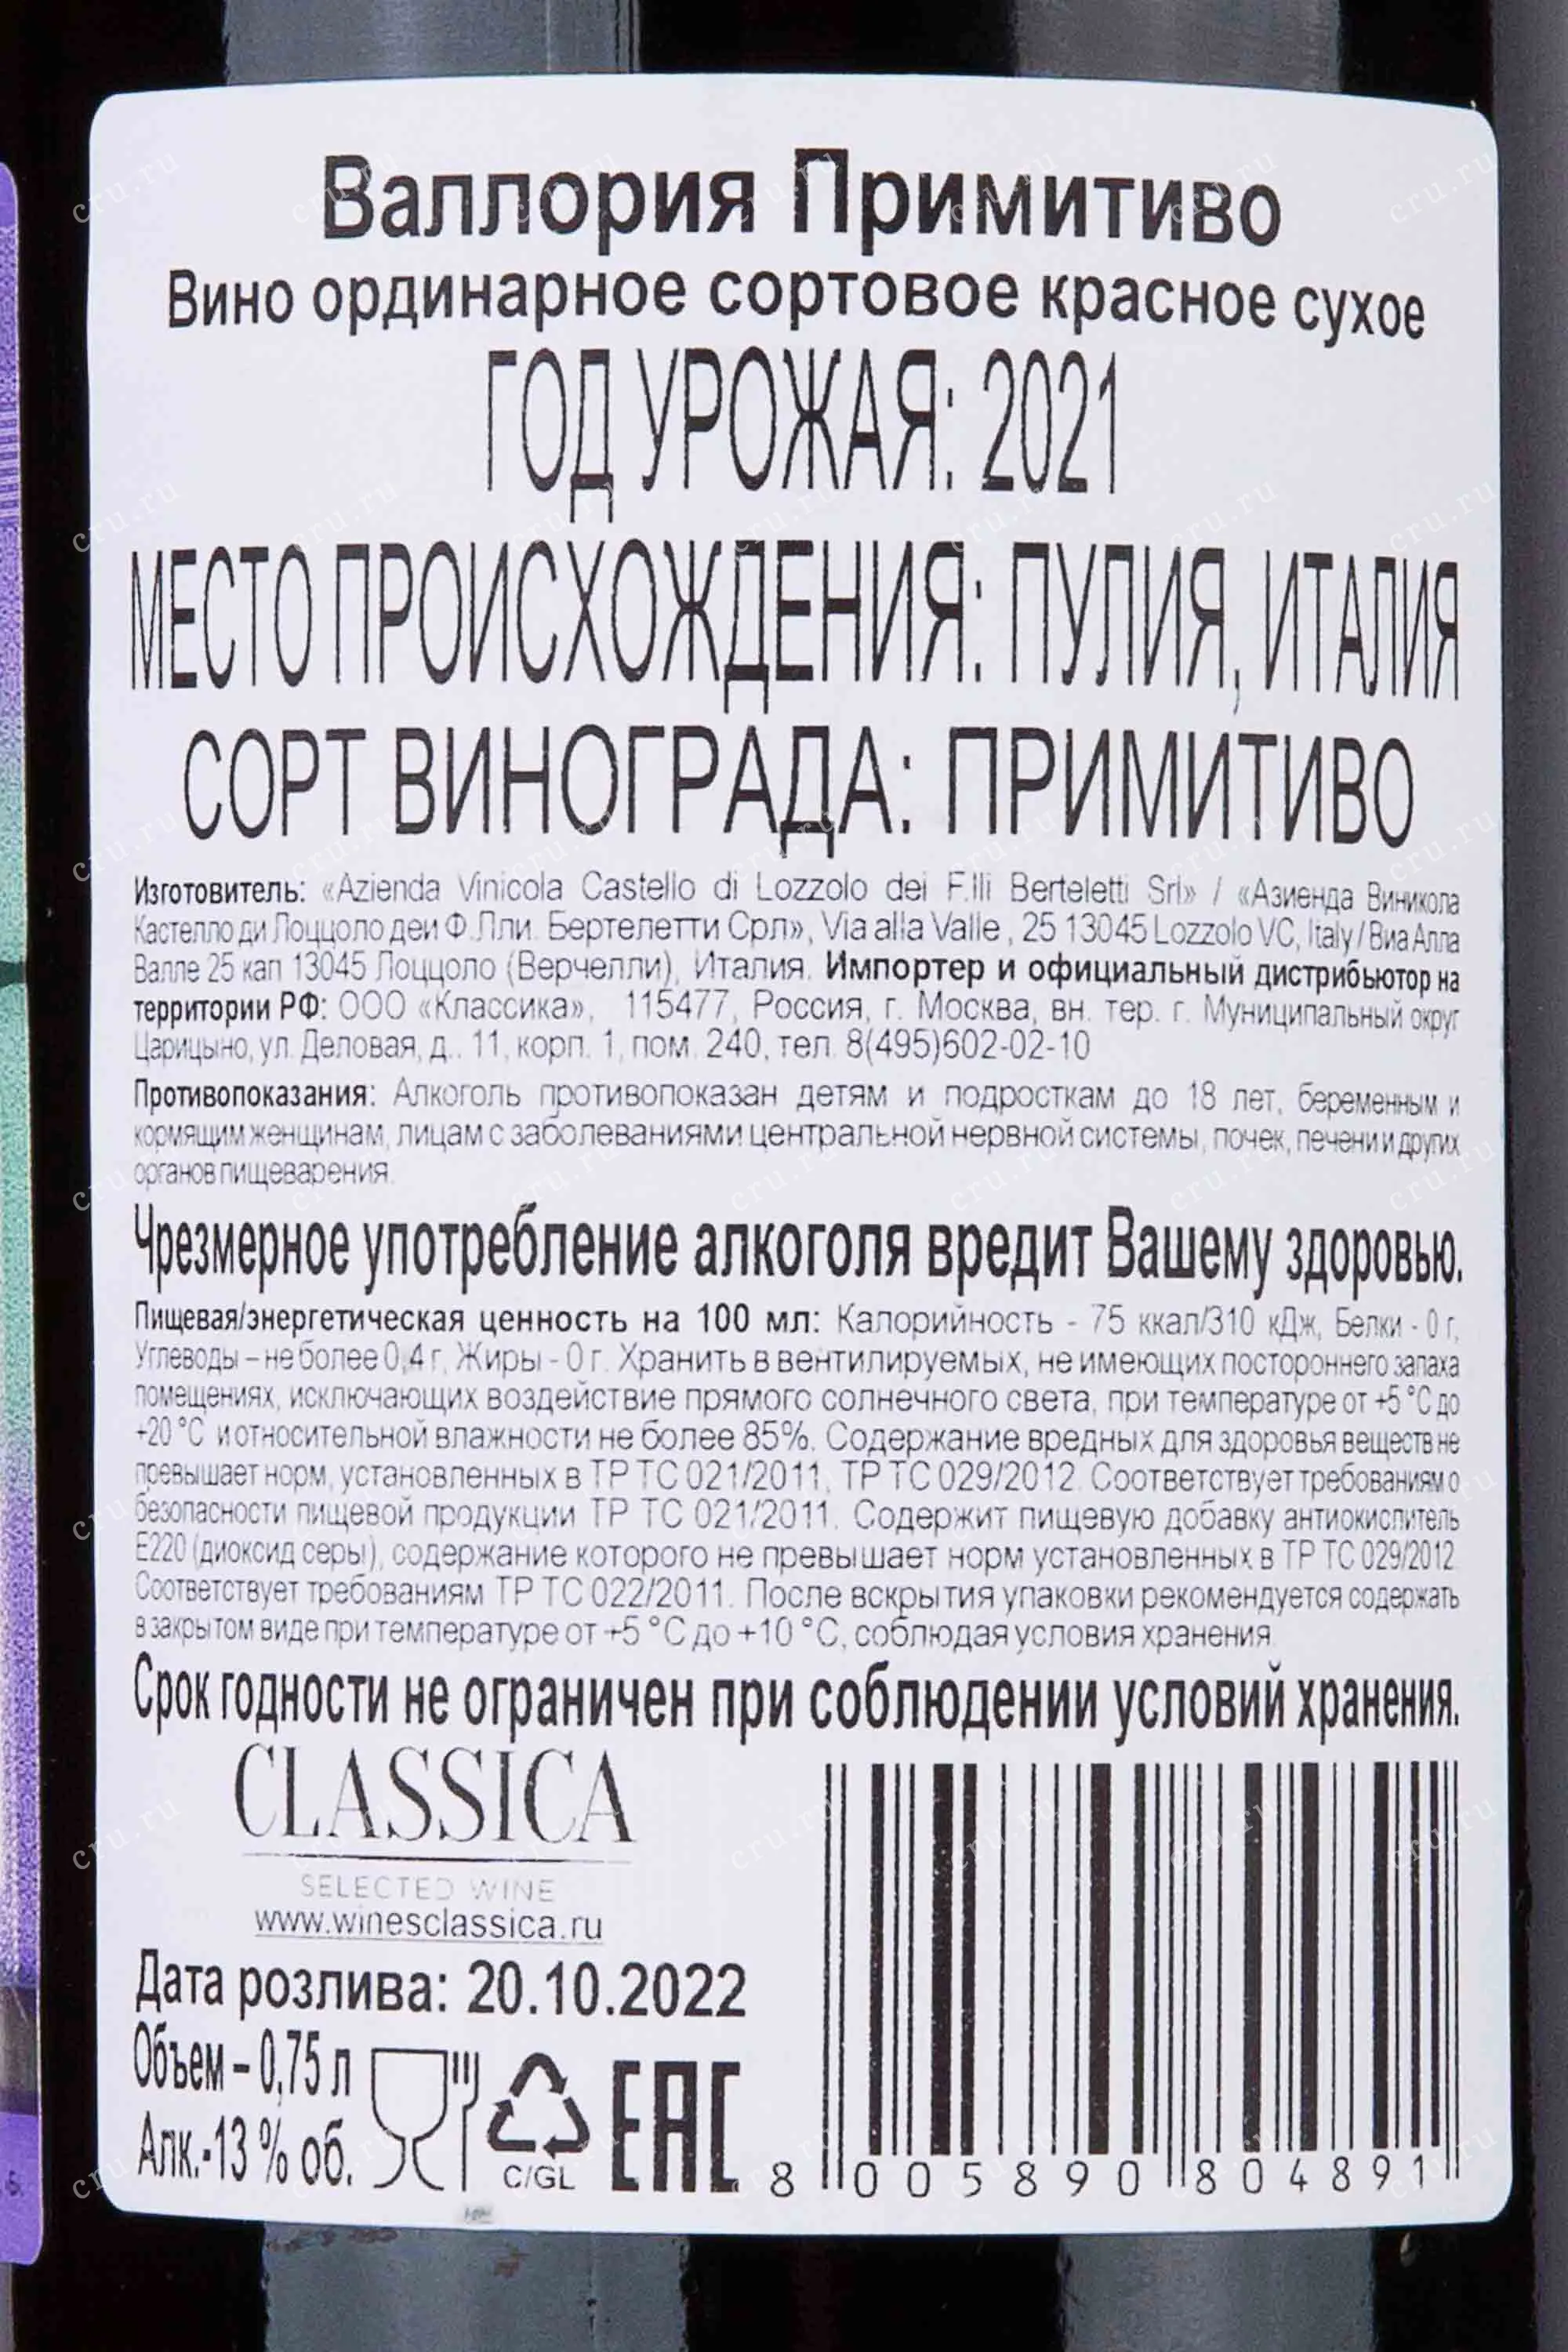 Валлория Примитиво
Вино ординарное сортовое красное сухое
ГОД УРОЖАЯ: 2021
МЕСТО ПРОИСХОЖДЕНИЯ: ПУЛИЯ, ИТАЛИЯ
СОРТ ВИНОГРАДА: ПРИМИТИВО
Изготовитель: «Azienda Vinicola Castello di Lozzolo dei F.lli Berteletti Srl» / «Азиенда Виникола
Кастелло ди Лоццоло деи Ф.Лли. Бертелетти Срл», Via alla Valle , 25 13045 Lozzolo VC, Italy / Виа Алла
Валле 25 кап 13045 Лоццоло (Верчелли), Италия. Импортер и официальный дистрибьютор на
территории РФ: ООО «Классика», 115477, Россия, г. Москва, вн. тер. г. Муниципальный округ
Царицыно, ул. Деловая, д.. 11, корп. 1, пом. 240, тел. 8(495)602-02-10
Противопоказания: Алкоголь противопоказан детям и подросткам до 18 лет, беременным и
кормящим женщинам, лицам с заболеваниями центральной нервной системы, почек, печени и других
органов пищеварения.
Чрезмерное употребление алкоголя вредит Вашему здоровью.
Пищевая/энергетическая ценность на 100 мл: Калорийность - 75 ккал/310 кДж, Белки - 0 г,
Углеводы – не более 0,4 г, Жиры - 0 г. Хранить в вентилируемых, не имеющих постороннего запаха
помещениях, исключающих воздействие прямого солнечного света, при температуре от +5 °С до
+20 °С и относительной влажности не более 85%. Содержание вредных для здоровья веществ не
превышает норм, установленных в ТР ТС 021/2011, ТР ТС 029/2012. Соответствует требованиям о
безопасности пищевой продукции ТР ТС 021/2011. Содержит пищевую добавку антиокислитель
Е220 (диоксид серы), содержание которого не превышает норм установленных в ТР ТС 029/2012.
Соответствует требованиям ТР ТС 022/2011. После вскрытия упаковки рекомендуется содержать
в закрытом виде при температуре от +5 °С до +10 °С, соблюдая условия хранения.
Срок годности не ограничен при соблюдении условий хранения.
CLASSICA
SELECTED WINE
www.winesclassica.ru
Дата розлива: 20.10.2022
Объем – 0,75 л
Алк.-13 % об.
C/GL
EAC
8 005890 804891
cru.ru